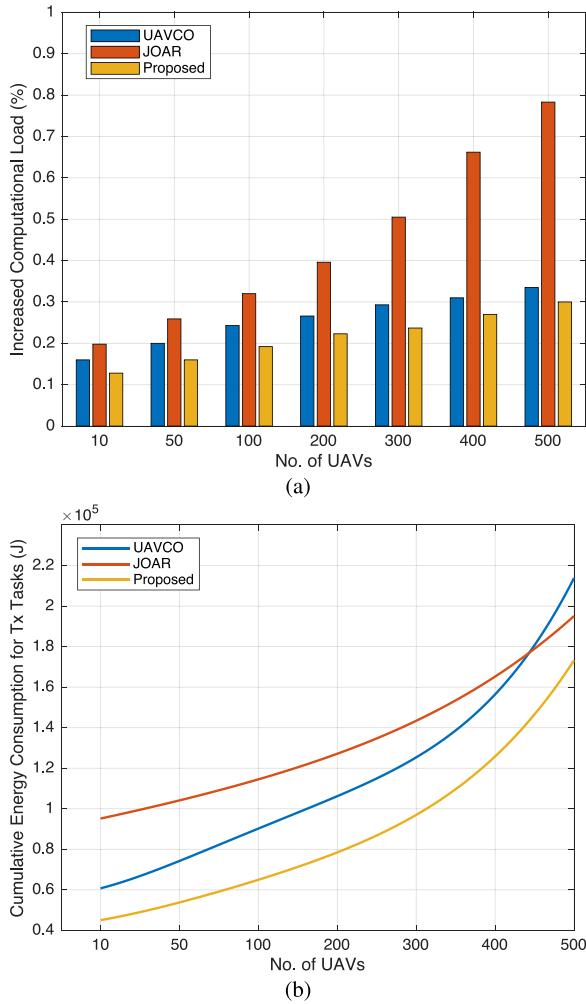 1
0.9
0.8
0.7
0.6
0.5
0.4
0.3
0.2
0.1
0
Increased Computational Load (%)
UAVCO
JOAR
Proposed
10 50 100 200 300 400 500
No. of UAVs
(a)
×10⁵
2.2
2
1.8
1.6
1.4
1.2
1
0.8
0.6
0.4
Cumulative Energy Consumption for Tx Tasks (J)
UAVCO
JOAR
Proposed
10 50 100 200 300 400 500
No. of UAVs
(b)